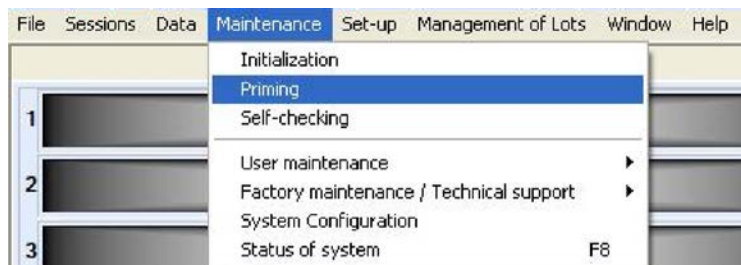 File Sessions Data Maintenance Set-up Management of Lots Window Help
Initialization
Priming
1 Self-checking
User maintenance
2 Factory maintenance / Technical support
System Configuration
3 Status of system F8